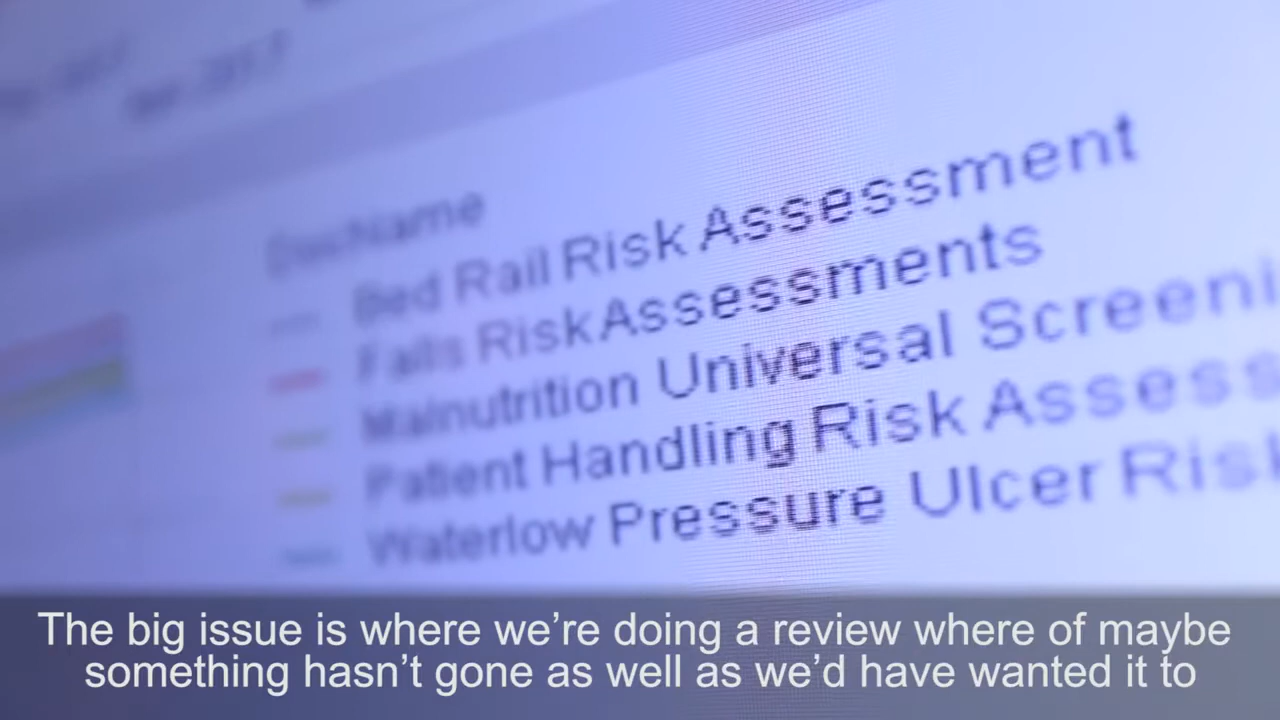 DocName
Bed Rail Risk Assessment
Falls Risk Assessments
Malnutrition Universal Screeni
Patient Handling Risk Assess
Waterlow Pressure Ulcer Risk
The big issue is where we’re doing a review where of maybe
something hasn’t gone as well as we’d have wanted it to